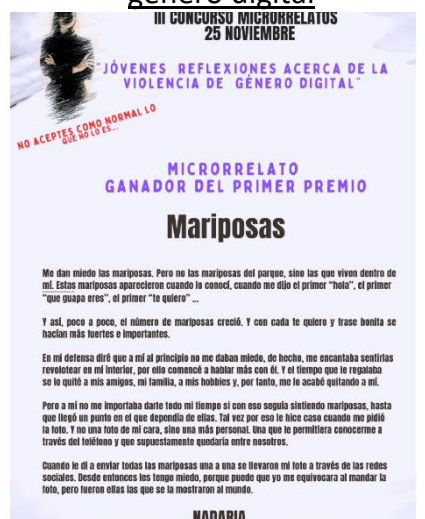 género digital
III CONCURSO MICRORRELATOS
25 NOVIEMBRE
"JÓVENES REFLEXIONES ACERCA DE LA
VIOLENCIA DE GÉNERO DIGITAL"
NO ACEPTES COMO NORMAL LO
QUE NO LO ES...
MICRORRELATO
GANADOR DEL PRIMER PREMIO
Mariposas
Me dan miedo las mariposas. Pero no las mariposas del parque, sino las que viven dentro de
mí. Estas mariposas aparecieron cuando lo conocí, cuando me dijo el primer "hola", el primer
"que guapa eres", el primer "te quiero" ...
Y así, poco a poco, el número de mariposas creció. Y con cada te quiero y frase bonita se
hacían más fuertes e importantes.
En mi defensa diré que a mí al principio no me daban miedo, de hecho, me encantaba sentirlas
revolotear en mi interior, por ello comencé a hablar más con él. Y el tiempo que le regalaba
se lo quité a mis amigos, mi familia, a mis hobbies y, por tanto, me lo acabé quitando a mí.
Pero a mí no me importaba darle todo mi tiempo si con eso seguía sintiendo mariposas, hasta
que llegó un punto en el que dependía de ellas. Tal vez por eso le hice caso cuando me pidió
la foto. Y no una foto de mi cara, sino una más personal. Una que le permitiera conocerme a
través del teléfono y que supuestamente quedaría entre nosotros.
Cuando le di a enviar todas las mariposas una a una se llevaron mi foto a través de las redes
sociales. Desde entonces los tengo miedo, porque puede que yo me equivocara al mandar la
foto, pero fueron ellas las que se la mostraron al mundo.
NADARIA